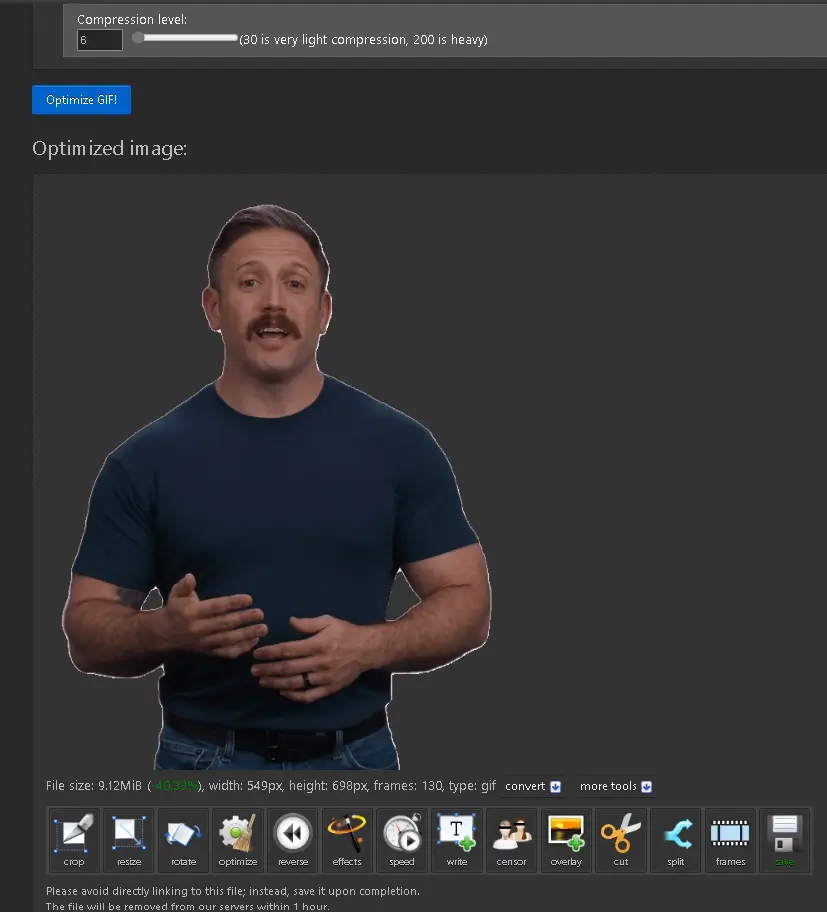 Compression level:
6
(30 is very light compression, 200 is heavy)
Optimize GIF!
Optimized image:
File size: 9.12MiB (-40.33%), width: 549px, height: 698px, frames: 130, type: gif convert more tools
T
crop resize rotate optimize reverse effects speed write censor overlay cut split frames save
Please avoid directly linking to this file; instead, save it upon completion.
The file will be removed from our servers within 1 hour.